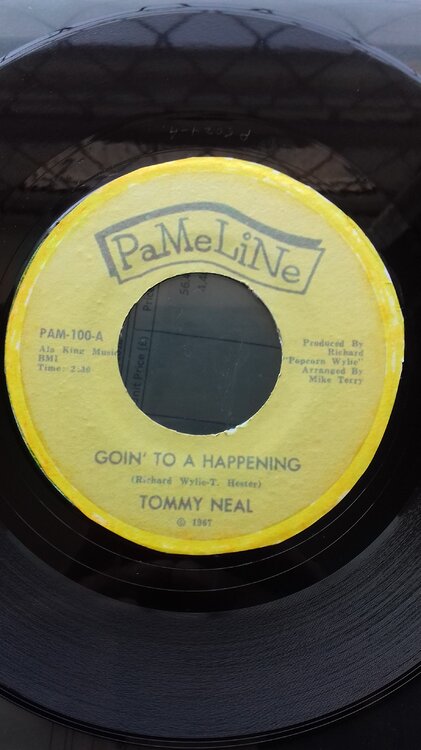 PaMeLiNe
PAM-100-A
Ala King Music
BMI
Time: 2:30
Produced By
Richard
"Popcorn Wylie"
Arranged By
Mike Terry
GOIN' TO A HAPPENING
(Richard Wylie-T. Hester)
TOMMY NEAL
© 1967